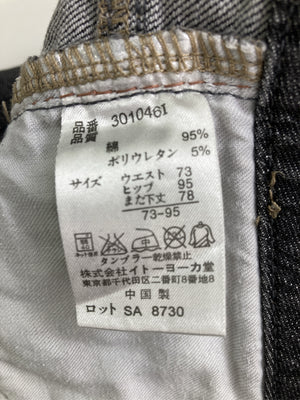 品番 301046I
品質
綿 95%
ポリウレタン 5%
サイズ ウエスト 73
ヒップ 95
また下丈 78
73-95
タンブラー乾燥禁止
株式会社イトーヨーカ堂
東京都千代田区二番町8番地8
中国製
ロット SA 8730